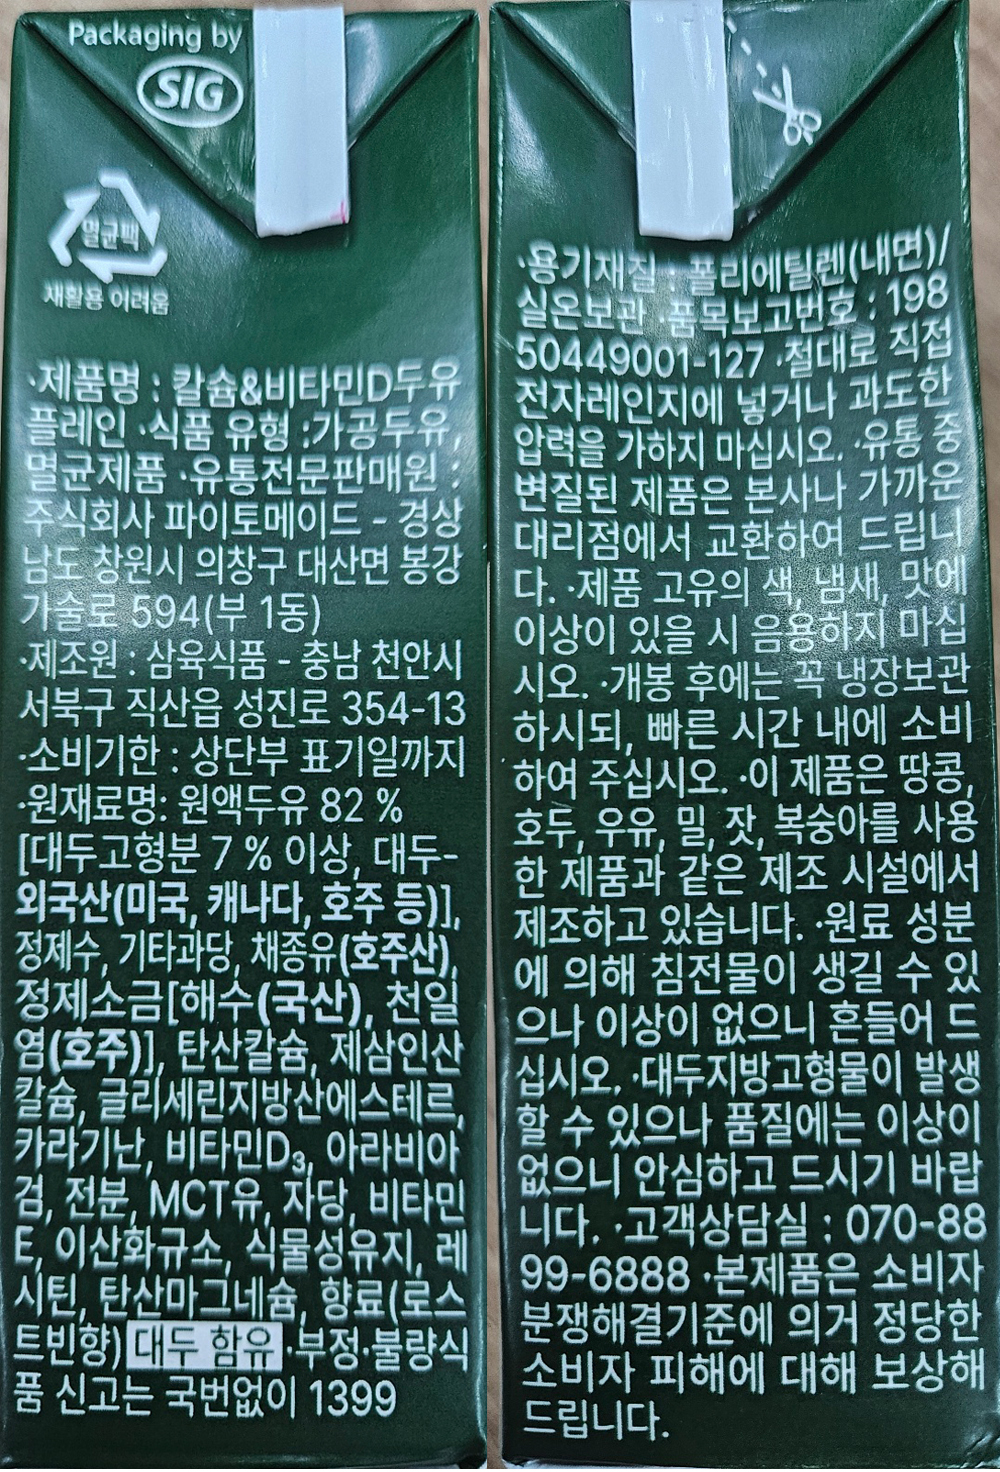 Packaging by
SIG
멸균팩
재활용 어려움
·제품명 : 칼슘&비타민D두유
플레인 ·식품 유형 :가공두유,
멸균제품 ·유통전문판매원 :
주식회사 파이토메이드 - 경상
남도 창원시 의창구 대산면 봉강
가술로 594(부 1동)
·제조원 : 삼육식품 - 충남 천안시
서북구 직산읍 성진로 354-13
·소비기한 : 상단부 표기일까지
·원재료명: 원액두유 82 %
[대두고형분 7 % 이상, 대두-
외국산(미국, 캐나다, 호주 등)],
정제수, 기타과당, 채종유(호주산),
정제소금[해수(국산), 천일
염(호주)], 탄산칼슘, 제삼인산
칼슘, 글리세린지방산에스테르,
카라기난, 비타민D₃, 아라비아
검, 전분, MCT유, 자당, 비타민
E, 이산화규소, 식물성유지, 레
시틴, 탄산마그네슘, 향료(로스
트빈향) 대두 함유 ·부정·불량식
품 신고는 국번없이 1399
·용기재질 : 폴리에틸렌(내면)/
실온보관 ·품목보고번호 : 198
50449001-127 ·절대로 직접
전자레인지에 넣거나 과도한
압력을 가하지 마십시오. ·유통 중
변질된 제품은 본사나 가까운
대리점에서 교환하여 드립니
다. ·제품 고유의 색, 냄새, 맛에
이상이 있을 시 음용하지 마십
시오. ·개봉 후에는 꼭 냉장보관
하시되, 빠른 시간 내에 소비
하여 주십시오. ·이 제품은 땅콩,
호두, 우유, 밀, 잣, 복숭아를 사용
한 제품과 같은 제조 시설에서
제조하고 있습니다. ·원료 성분
에 의해 침전물이 생길 수 있
으나 이상이 없으니 흔들어 드
십시오. ·대두지방고형물이 발생
할 수 있으나 품질에는 이상이
없으니 안심하고 드시기 바랍
니다. ·고객상담실 : 070-88
99-6888 ·본제품은 소비자
분쟁해결기준에 의거 정당한
소비자 피해에 대해 보상해
드립니다.